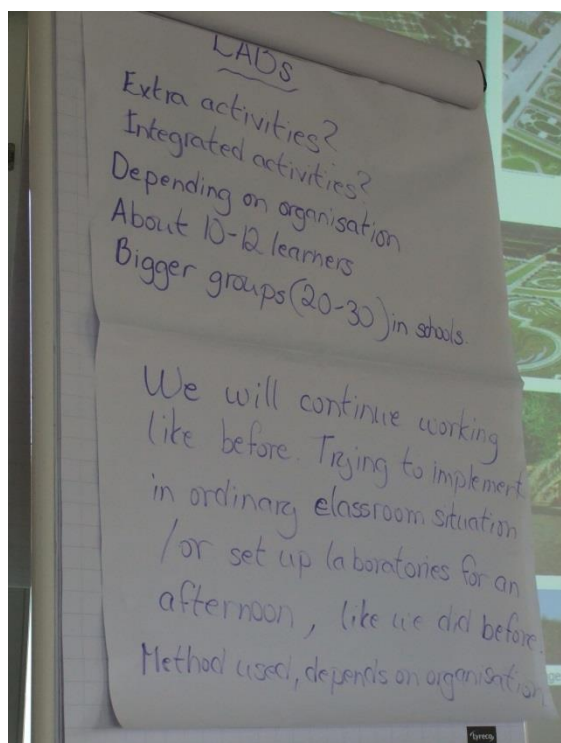 LABS
Extra activities?
Integrated activities?
Depending on organisation
About 10-12 learners
Bigger groups (20-30) in schools.
We will continue working
like before. Trying to implement
in ordinary classroom situation
/or set up laboratories for an
afternoon, like we did before.
Method used, depends on organisation
lyreco